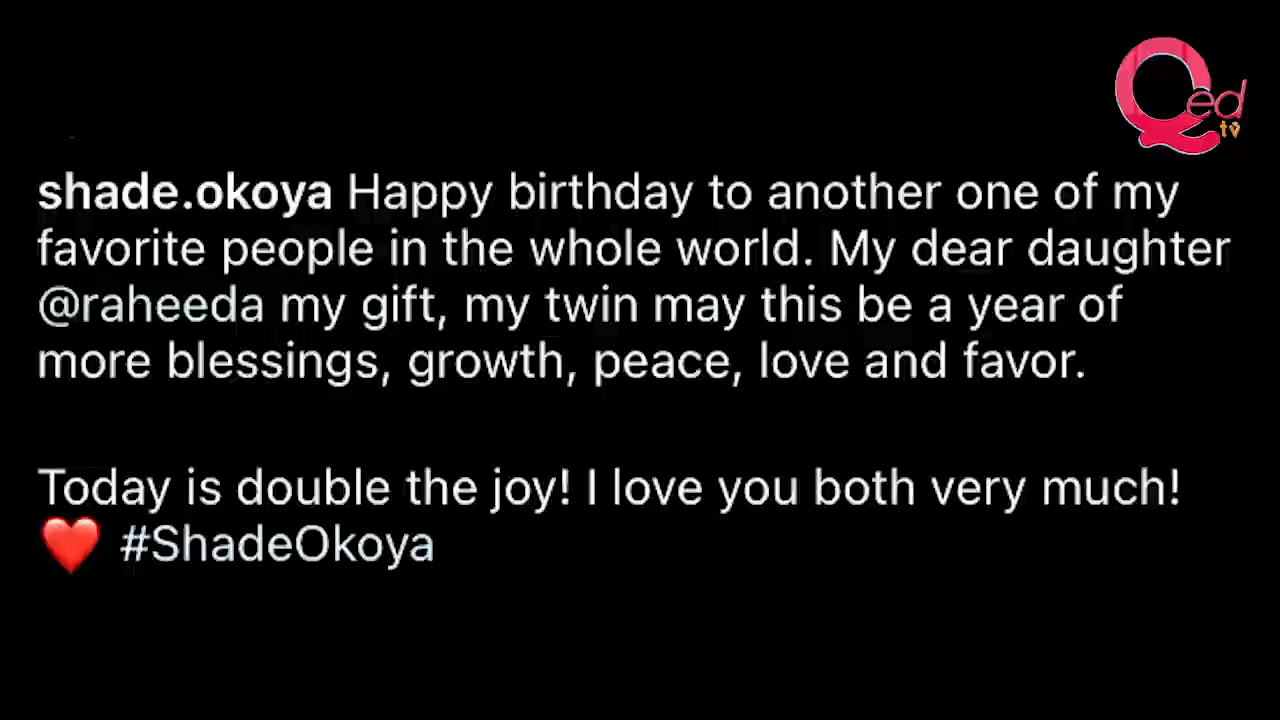 Qed
tv
shade.okoya Happy birthday to another one of my
favorite people in the whole world. My dear daughter
@raheeda my gift, my twin may this be a year of
more blessings, growth, peace, love and favor.
Today is double the joy! I love you both very much!
❤️ #ShadeOkoya